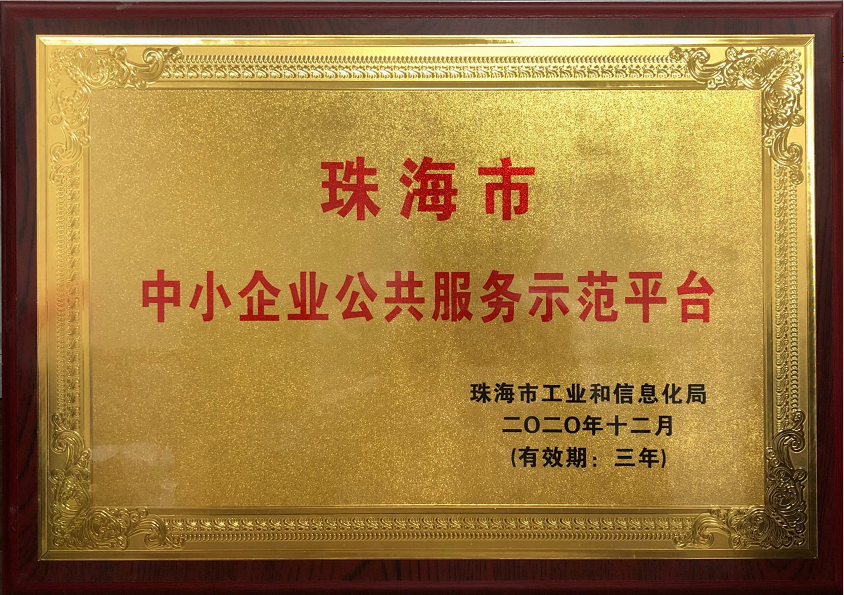 珠海市
中小企业公共服务示范平台
珠海市工业和信息化局
二〇二〇年十二月
(有效期：三年)